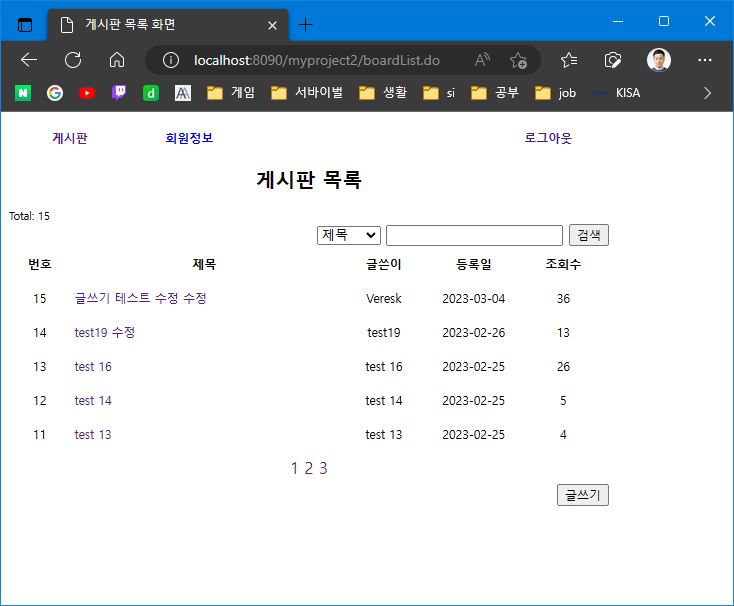 게시판 목록 화면
localhost:8090/myproject2/boardList.do
게임 서바이벌 생활 si 공부 job KISA
게시판 회원정보 로그아웃
게시판 목록
Total: 15
제목 검색
번호 제목 글쓴이 등록일 조회수
15 글쓰기 테스트 수정 수정 Veresk 2023-03-04 36
14 test19 수정 test19 2023-02-26 13
13 test 16 test 16 2023-02-25 26
12 test 14 test 14 2023-02-25 5
11 test 13 test 13 2023-02-25 4
1 2 3
글쓰기